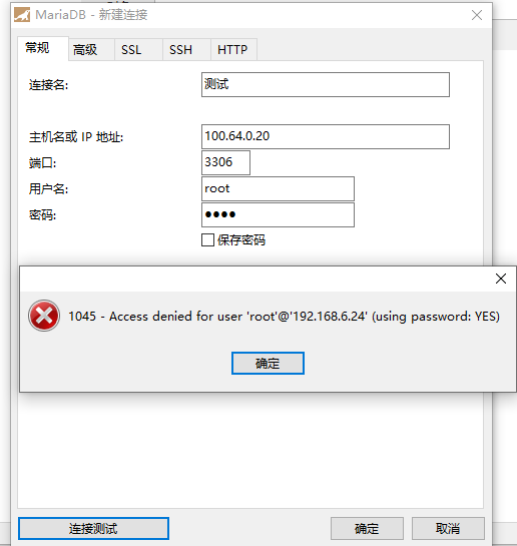 MariaDB - 新建连接
常规 高级 SSL SSH HTTP
连接名: 测试
主机名或 IP 地址: 100.64.0.20
端口: 3306
用户名: root
密码: ●●●●
保存密码
1045 - Access denied for user 'root'@'192.168.6.24' (using password: YES)
确定
连接测试 确定 取消